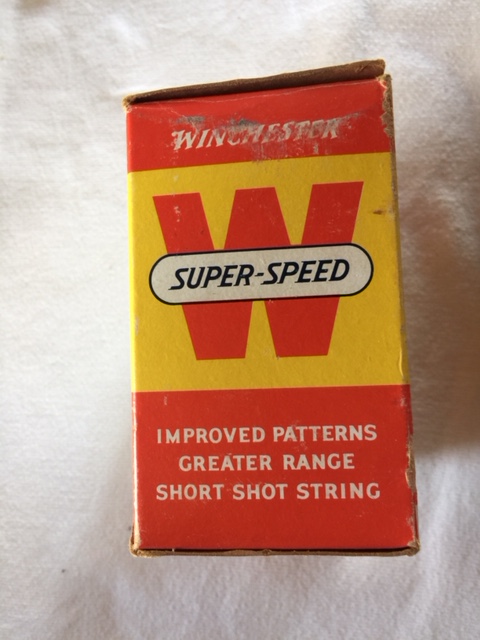 WINCHESTER
W
SUPER-SPEED
IMPROVED PATTERNS
GREATER RANGE
SHORT SHOT STRING